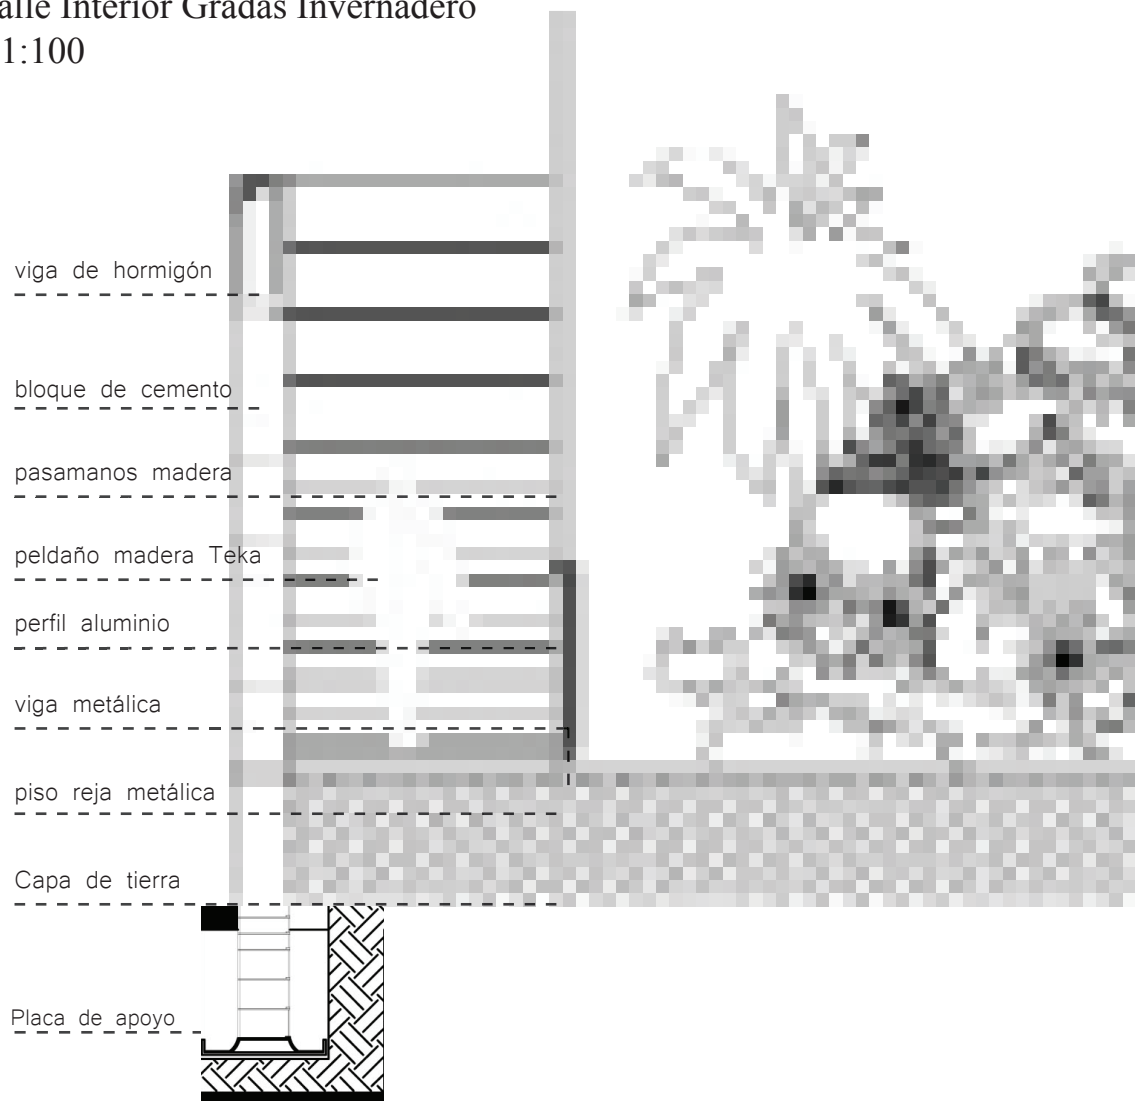 alle Interior Gradas Invernadero
1:100
viga de hormigón
bloque de cemento
pasamanos madera
peldaño madera Teka
perfil aluminio
viga metálica
piso reja metálica
Capa de tierra
Placa de apoyo